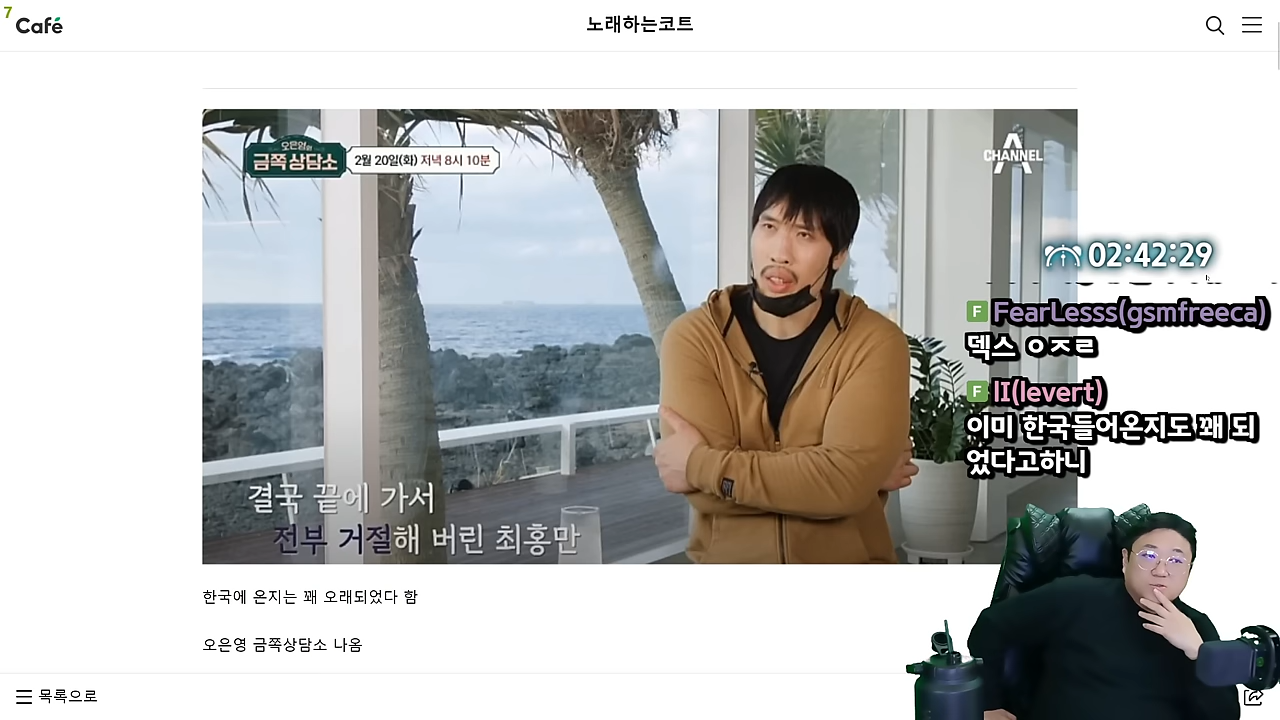 7
Café
노래하는코트
오은영의
금쪽상담소
2월 20일(화) 저녁 8시 10분
CHANNEL A
02:42:29
F FearLesss(gsmfreeca)
덱스 ㅇㅈㄹ
F lI(levert)
이미 한국들어온지도 꽤 되
었다고하니
결국 끝에 가서
전부 거절해 버린 최홍만
한국에 온지는 꽤 오래되었다 함
오은영 금쪽상담소 나옴
목록으로